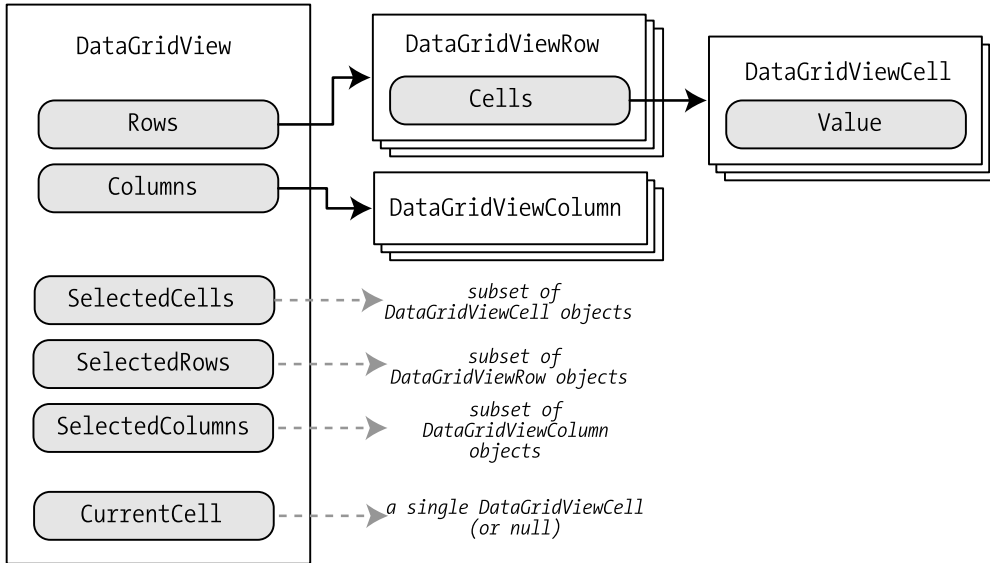 DataGridView
Rows
Columns
SelectedCells
SelectedRows
SelectedColumns
CurrentCell
DataGridViewRow
Cells
DataGridViewColumn
DataGridViewCell
Value
subset of
DataGridViewCell objects
subset of
DataGridViewRow objects
subset of
DataGridViewColumn
objects
a single DataGridViewCell
(or null)